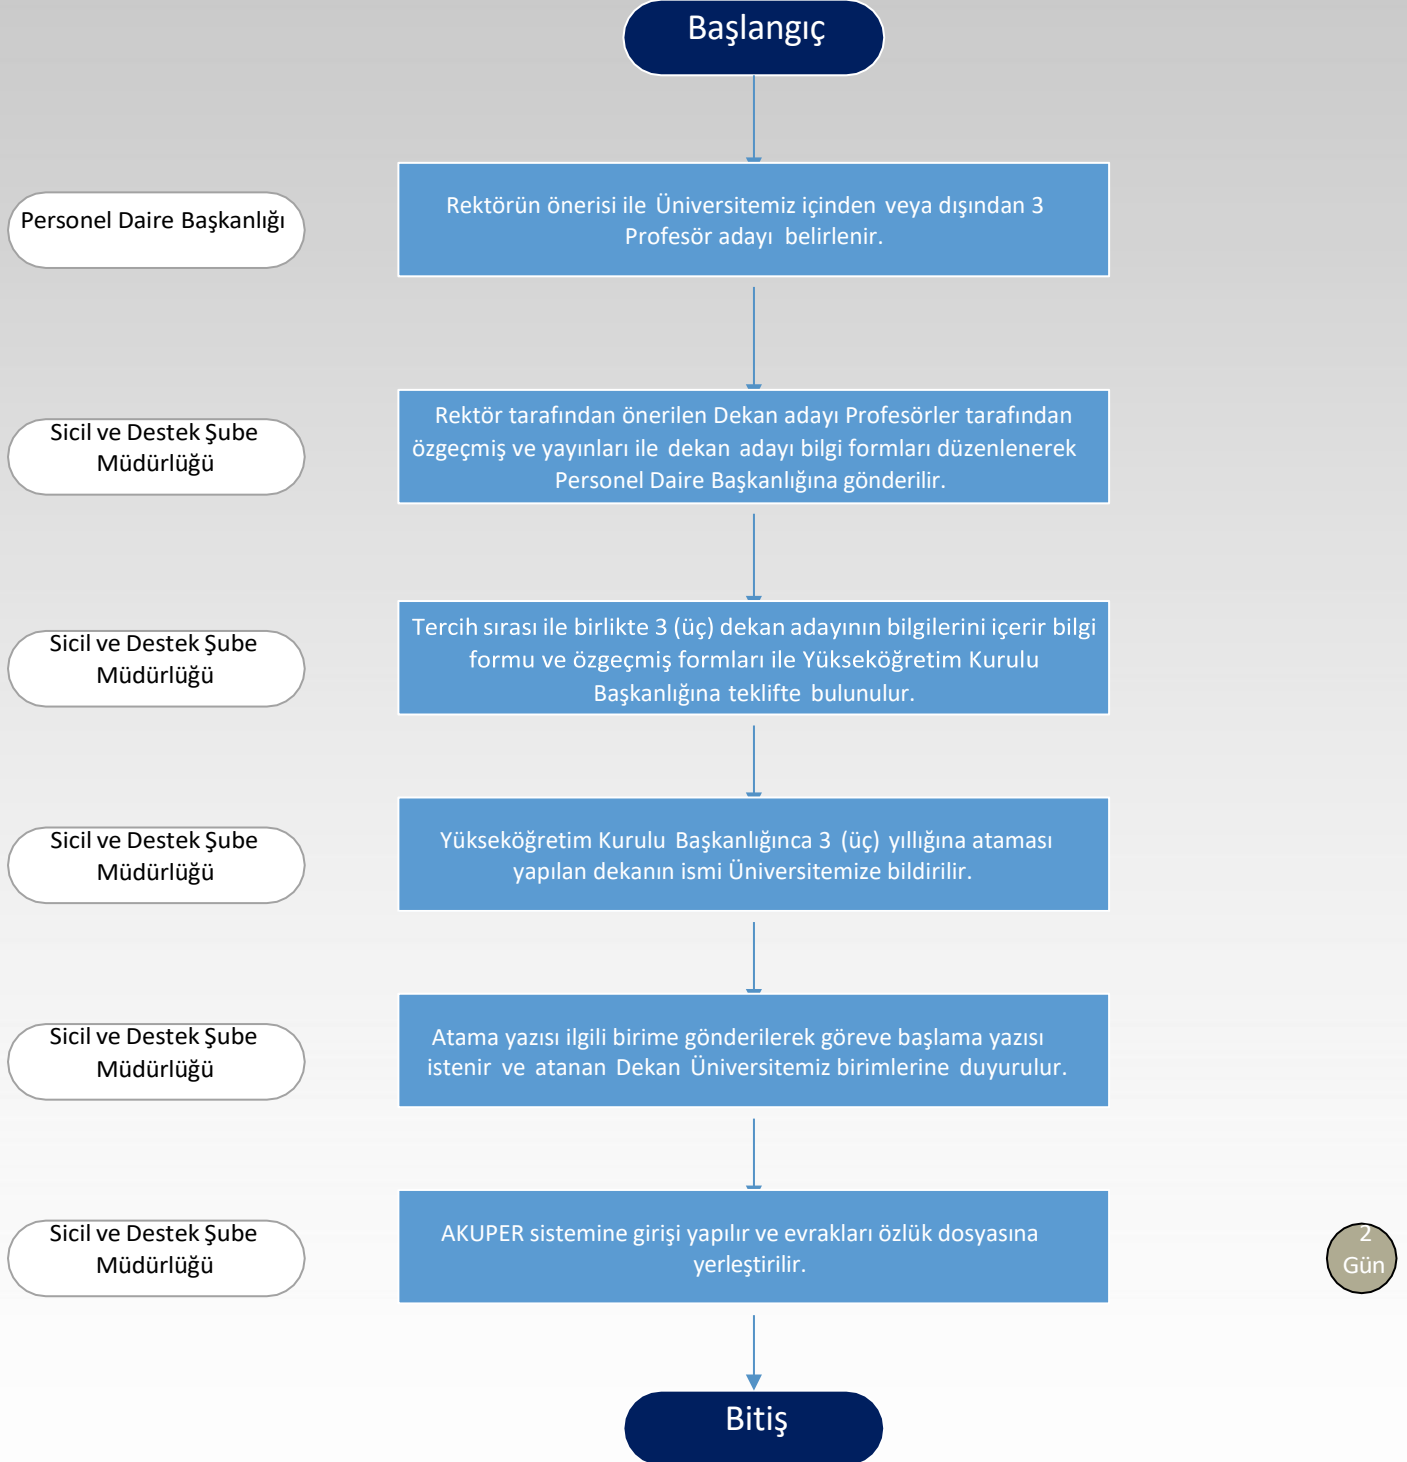 Başlangıç
Personel Daire Başkanlığı
Rektörün önerisi ile Üniversitemiz içinden veya dışından 3
Profesör adayı belirlenir.
Sicil ve Destek Şube
Müdürlüğü
Rektör tarafından önerilen Dekan adayı Profesörler tarafından
özgeçmiş ve yayınları ile dekan adayı bilgi formları düzenlenerek
Personel Daire Başkanlığına gönderilir.
Sicil ve Destek Şube
Müdürlüğü
Tercih sırası ile birlikte 3 (üç) dekan adayının bilgilerini içerir bilgi
formu ve özgeçmiş formları ile Yükseköğretim Kurulu
Başkanlığına teklifte bulunulur.
Sicil ve Destek Şube
Müdürlüğü
Yükseköğretim Kurulu Başkanlığınca 3 (üç) yıllığına ataması
yapılan dekanın ismi Üniversitemize bildirilir.
Sicil ve Destek Şube
Müdürlüğü
Atama yazısı ilgili birime gönderilerek göreve başlama yazısı
istenir ve atanan Dekan Üniversitemiz birimlerine duyurulur.
Sicil ve Destek Şube
Müdürlüğü
AKUPER sistemine girişi yapılır ve evrakları özlük dosyasına
yerleştirilir.
2
Gün
Bitiş